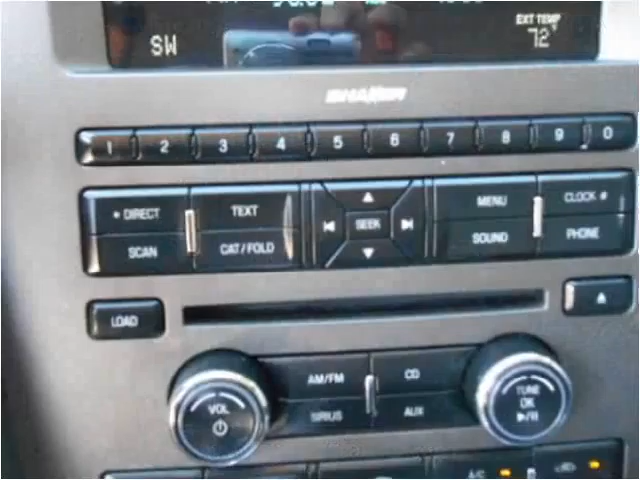 SW
EXT TEMP
72°
SHAKER
1 2 3 4 5 6 7 8 9 0
* DIRECT TEXT MENU CLOCK #
SEEK
SCAN CAT/FOLD SOUND PHONE
LOAD
AM/FM CD
VOL
TUNE
OK
SIRIUS AUX
A/C